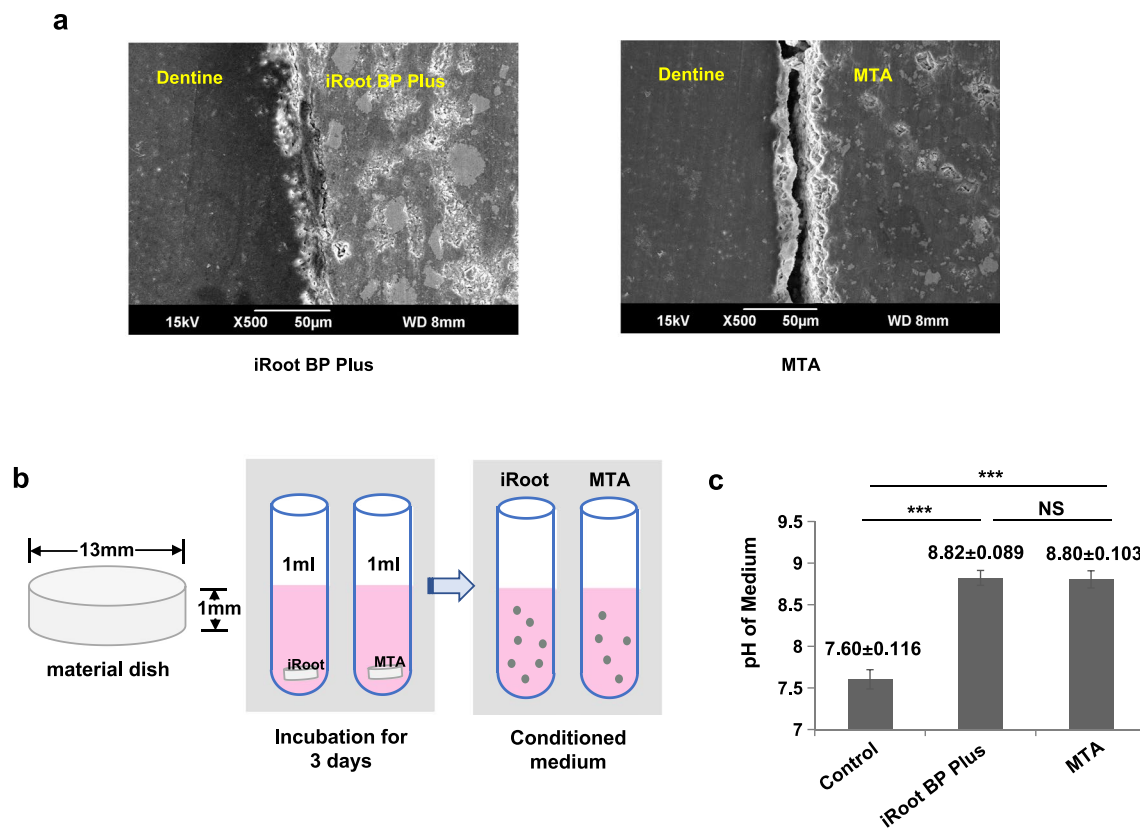 a
Dentine
iRoot BP Plus
15kV X500 50µm WD 8mm
iRoot BP Plus
Dentine
MTA
15kV X500 50µm WD 8mm
MTA
b
13mm
1mm
material dish
1ml
1ml
iRoot
MTA
Incubation for
3 days
iRoot
MTA
Conditioned
medium
c
***
***
NS
pH of Medium
9.5
9
8.5
8
7.5
7
7.60±0.116
8.82±0.089
8.80±0.103
Control
iRoot BP Plus
MTA